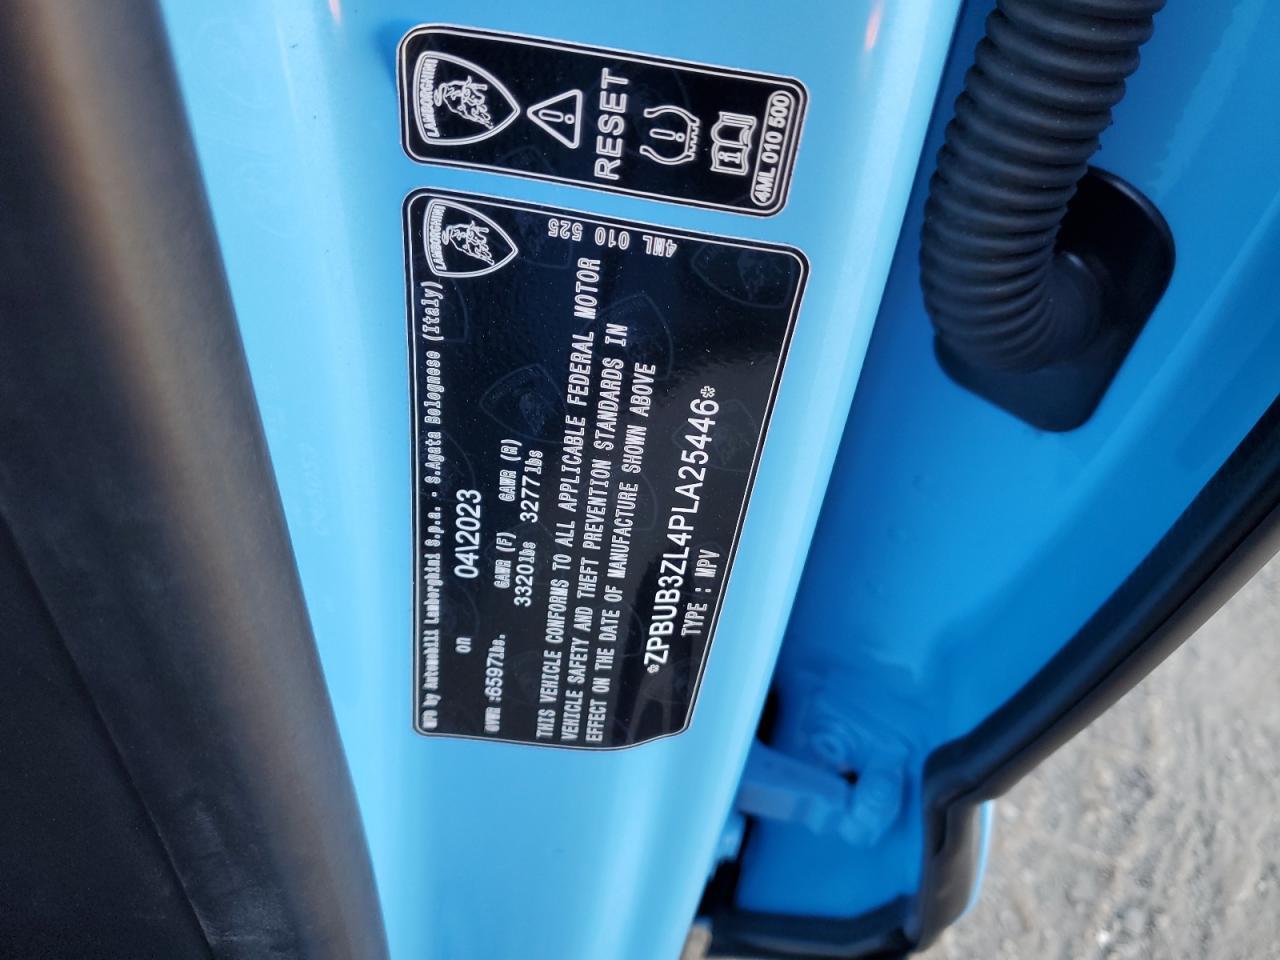 LAMBORGHINI
RESET
4ML 010 500
LAMBORGHINI
4ML 010 525
MFD by Automobili Lamborghini S.p.a. - S.Agata Bolognese (Italy)
on 04\2023
GAWR (F) GAWR (R)
GVWR :6597lbs. 3320lbs 3277lbs
THIS VEHICLE CONFORMS TO ALL APPLICABLE FEDERAL MOTOR
VEHICLE SAFETY AND THEFT PREVENTION STANDARDS IN
EFFECT ON THE DATE OF MANUFACTURE SHOWN ABOVE
*ZPBUB3ZL4PLA25446*
TYPE : MPV